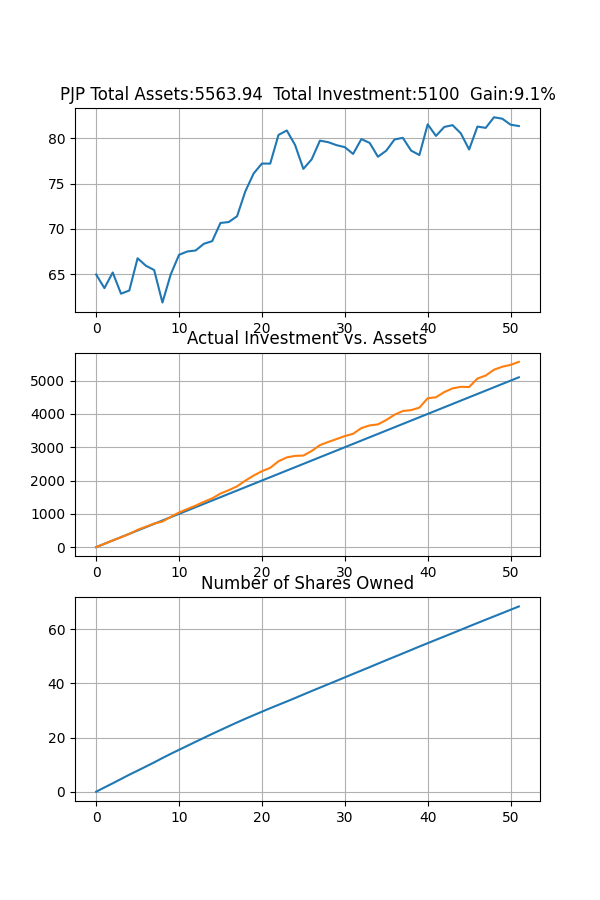 PJP Total Assets:5563.94  Total Investment:5100  Gain:9.1%
80
75
70
65
0 10 20 30 40 50
Actual Investment vs. Assets
5000
4000
3000
2000
1000
0
0 10 20 30 40 50
Number of Shares Owned
60
40
20
0
0 10 20 30 40 50